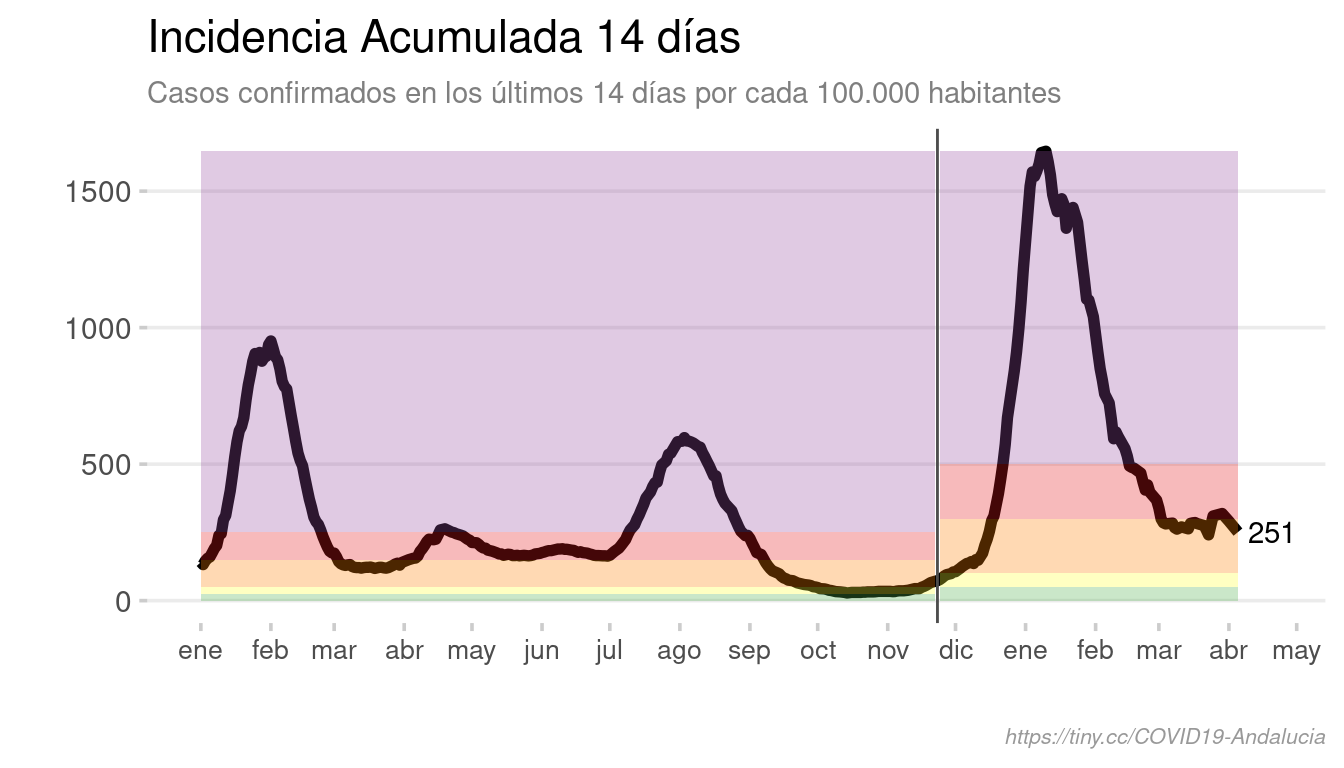 Incidencia Acumulada 14 días
Casos confirmados en los últimos 14 días por cada 100.000 habitantes
1500
1000
500
0
251
ene feb mar abr may jun jul ago sep oct nov dic ene feb mar abr may
https://tiny.cc/COVID19-Andalucia